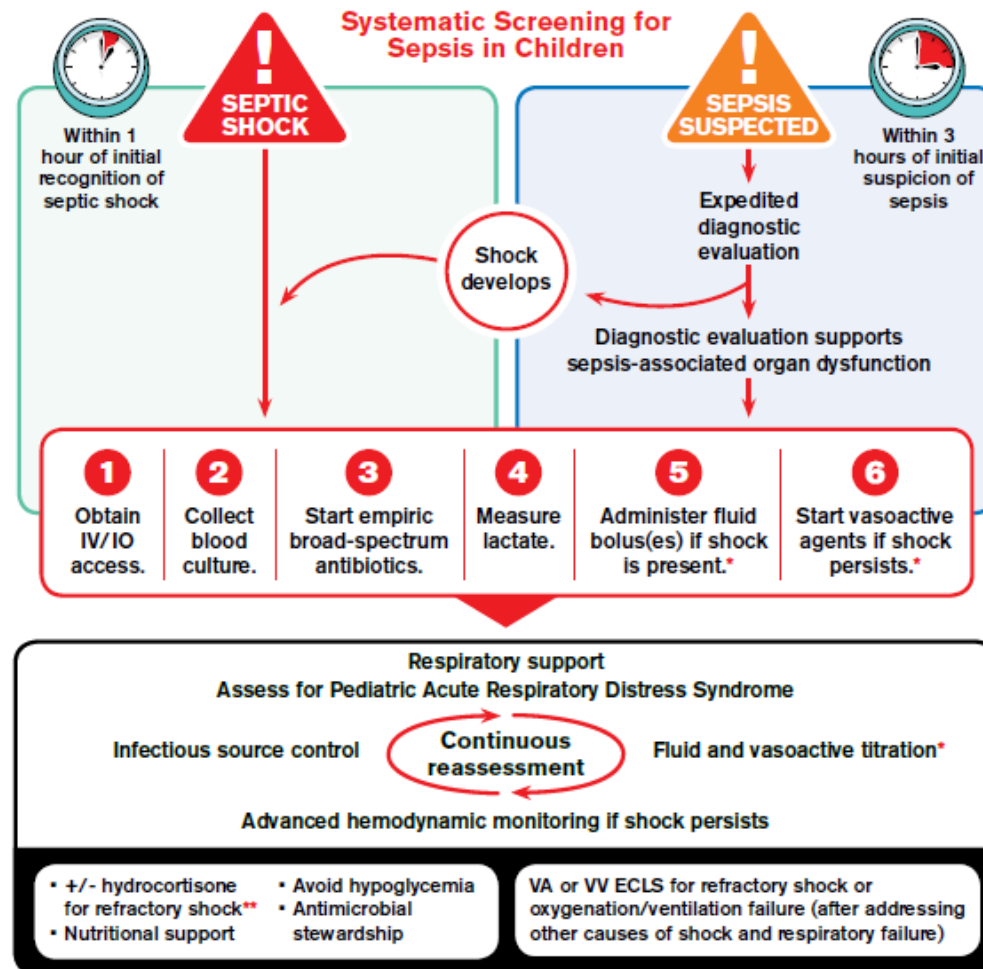 Systematic Screening for
Sepsis in Children
!
SEPTIC
SHOCK
Within 1
hour of initial
recognition of
septic shock
!
SEPSIS
SUSPECTED
Within 3
hours of initial
suspicion of
sepsis
Expedited
diagnostic
evaluation
Shock
develops
Diagnostic evaluation supports
sepsis-associated organ dysfunction
1
Obtain
IV/IO
access.
2
Collect
blood
culture.
3
Start empiric
broad-spectrum
antibiotics.
4
Measure
lactate.
5
Administer fluid
bolus(es) if shock
is present.*
6
Start vasoactive
agents if shock
persists.*
Respiratory support
Assess for Pediatric Acute Respiratory Distress Syndrome
Infectious source control
Continuous
reassessment
Fluid and vasoactive titration*
Advanced hemodynamic monitoring if shock persists
▪ +/- hydrocortisone
for refractory shock**
▪ Nutritional support
▪ Avoid hypoglycemia
▪ Antimicrobial
stewardship
VA or VV ECLS for refractory shock or
oxygenation/ventilation failure (after addressing
other causes of shock and respiratory failure)